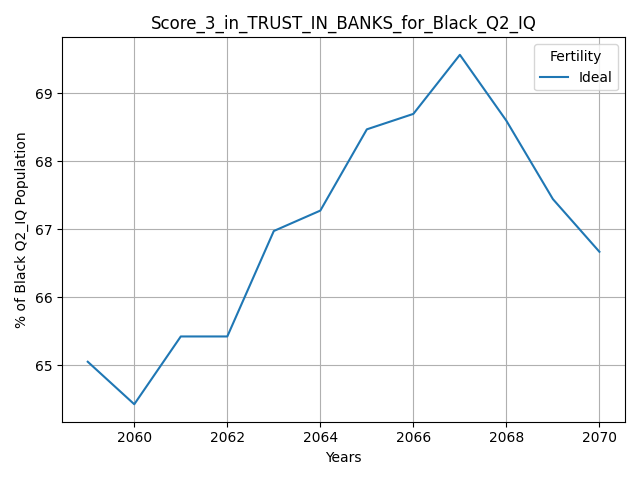 Score_3_in_TRUST_IN_BANKS_for_Black_Q2_IQ
Fertility
Ideal
% of Black Q2_IQ Population
69
68
67
66
65
2060 2062 2064 2066 2068 2070
Years